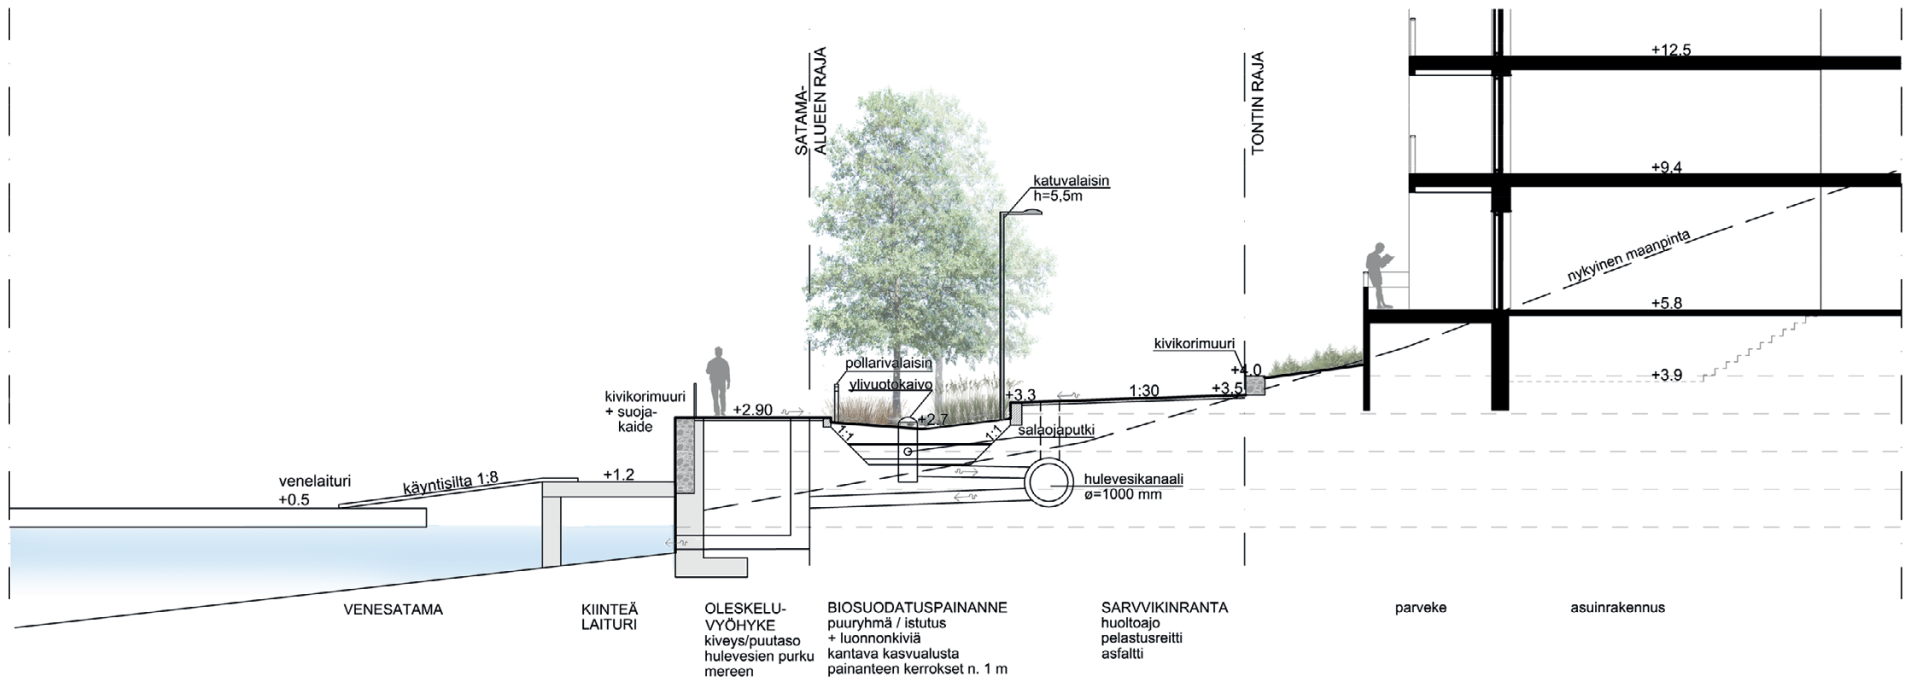 SATAMA-
ALUEEN RAJA
TONTIN RAJA
+12.5
+9.4
katuvalaisin
h=5,5m
nykyinen maanpinta
+5.8
kivikorimuuri
pollarivalaisin
ylivuotokaivo
+4.0
+3.9
+3.5
1:30
+3.3
kivikorimuuri
+ suoja-
kaide
+2.90
+2.7
1:1
1:1
salaojaputki
venelaituri
+0.5
käyntisilta 1:8
+1.2
hulevesikanaali
ø=1000 mm
VENESATAMA
KIINTEÄ
LAITURI
OLESKELU-
VYÖHYKE
kiveys/puutaso
hulevesien purku
mereen
BIOSUODATUSPAINANNE
puuryhmä / istutus
+ luonnonkiviä
kantava kasvualusta
painanteen kerrokset n. 1 m
SARVVIKINRANTA
huoltoajo
pelastusreitti
asfaltti
parveke
asuinrakennus